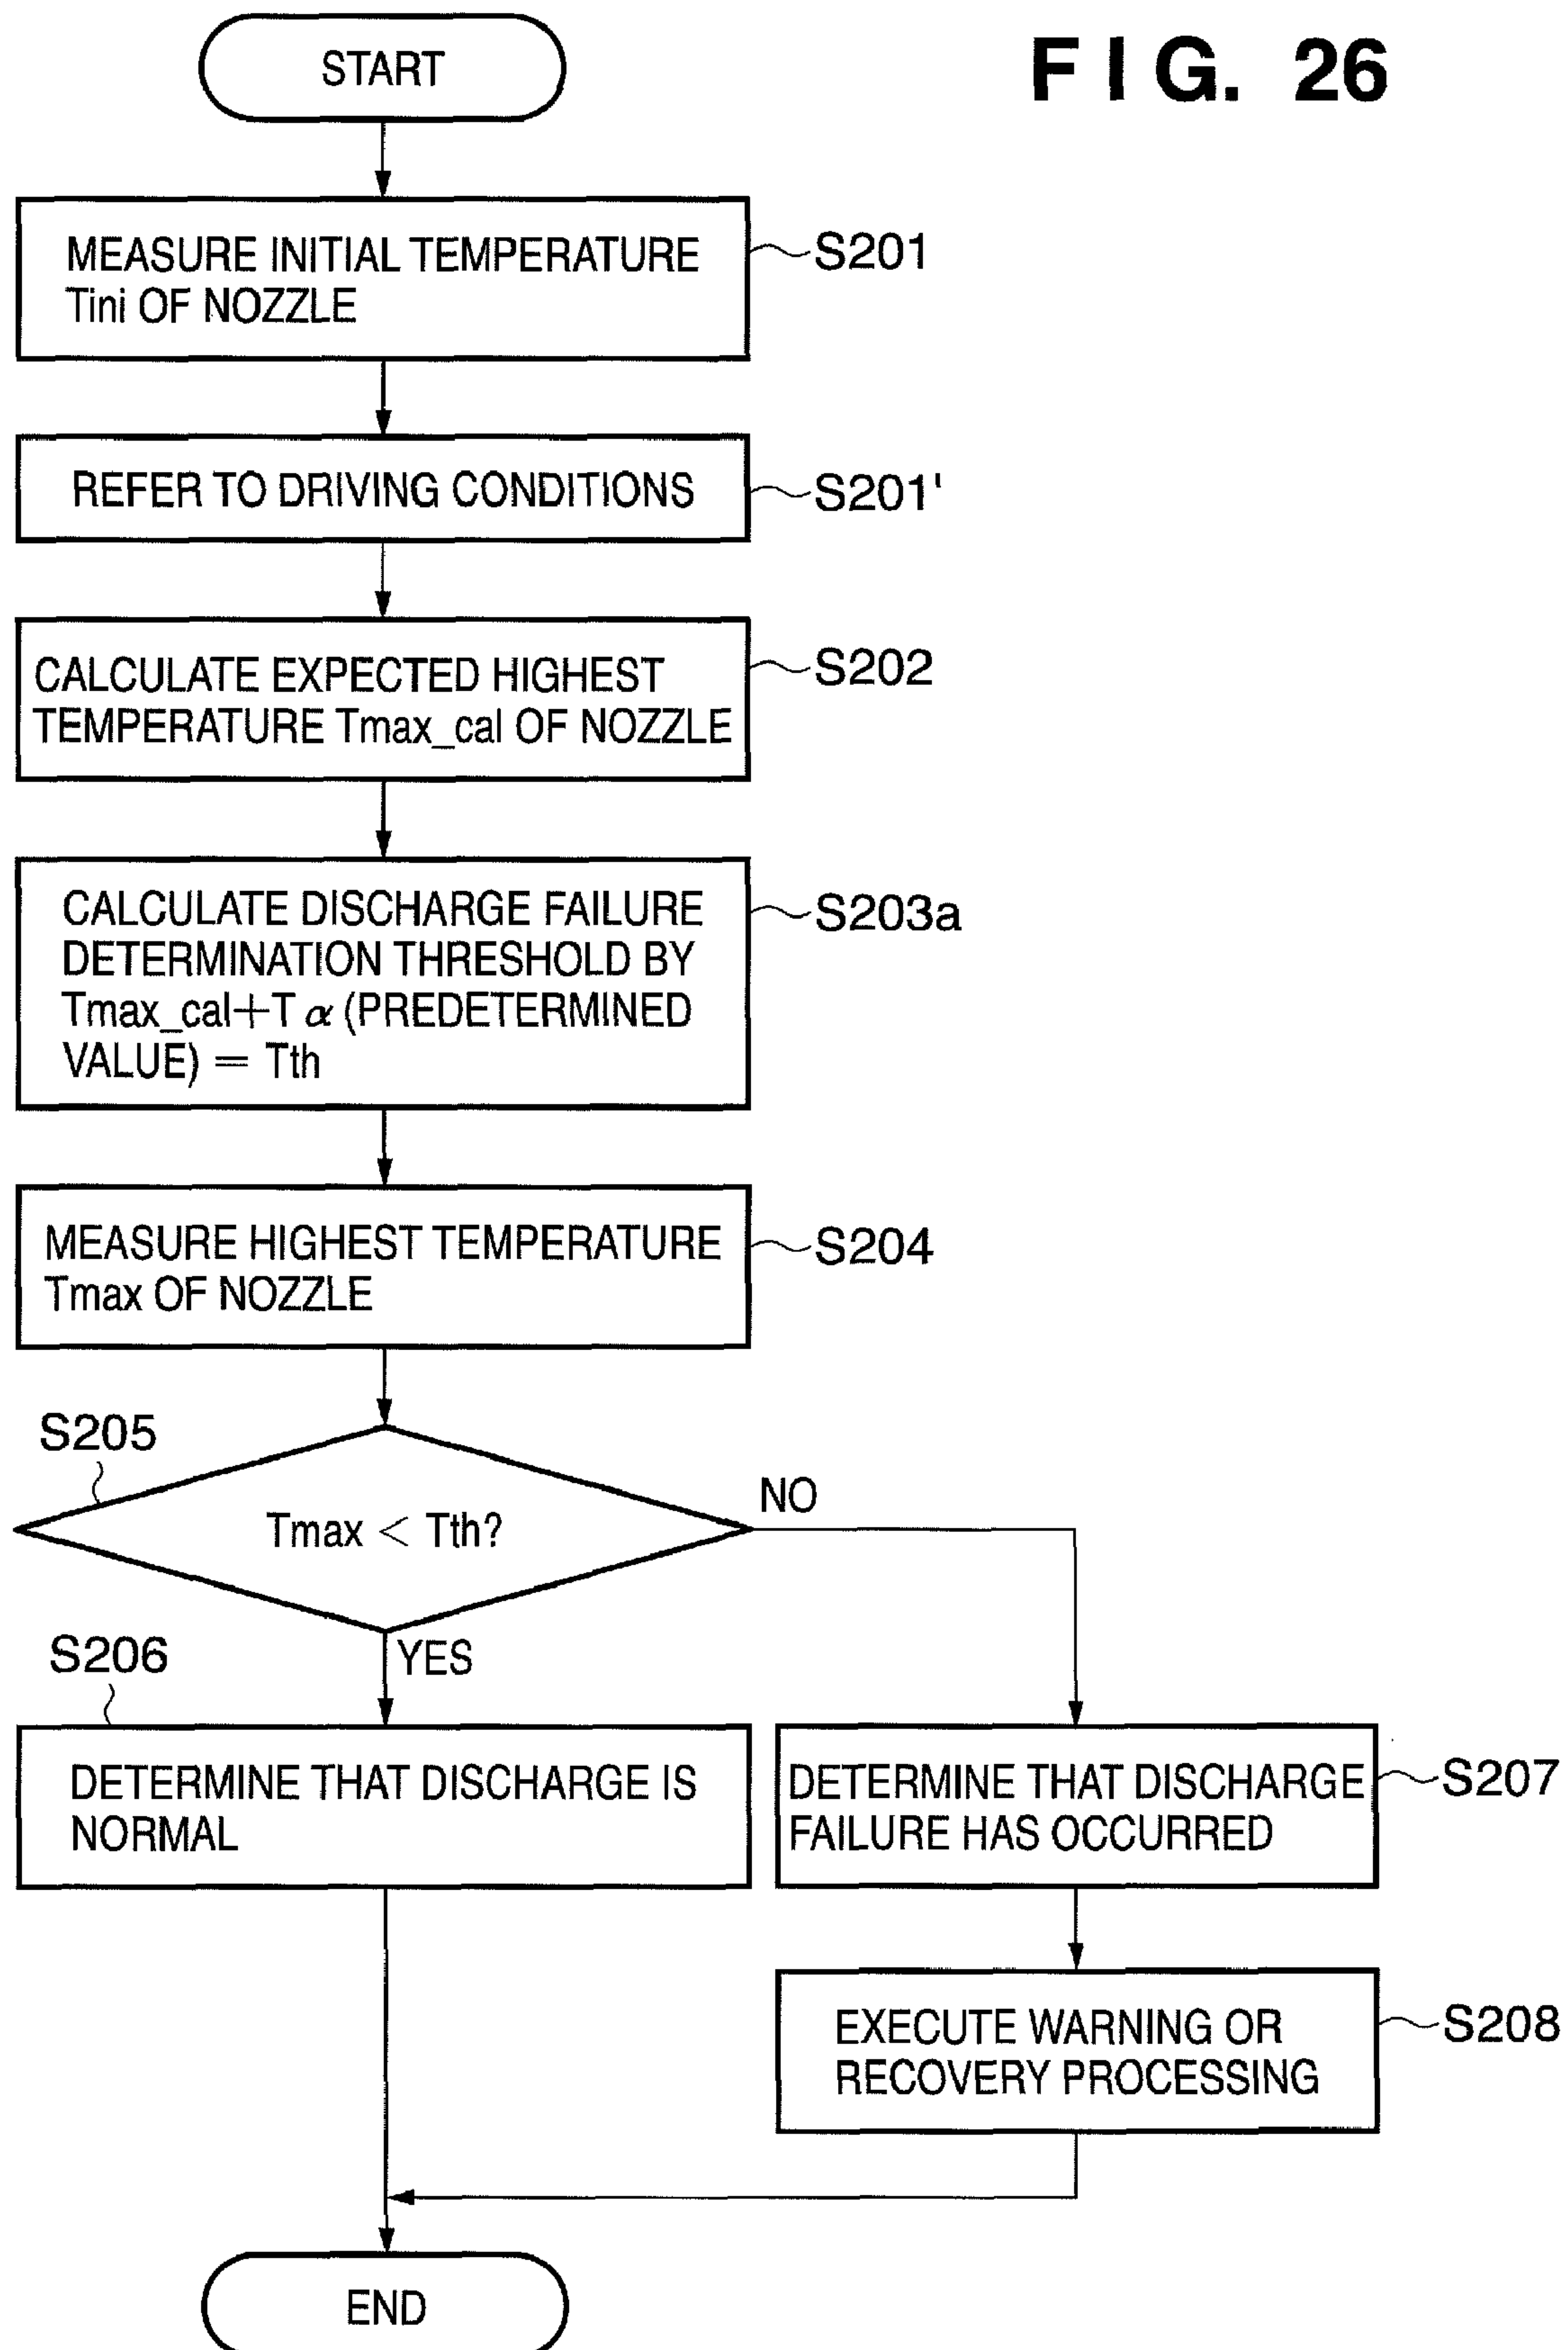 FIG. 26
START
MEASURE INITIAL TEMPERATURE
Tini OF NOZZLE
S201
REFER TO DRIVING CONDITIONS
S201'
CALCULATE EXPECTED HIGHEST
TEMPERATURE Tmax_cal OF NOZZLE
S202
CALCULATE DISCHARGE FAILURE
DETERMINATION THRESHOLD BY
Tmax_cal+Tα (PREDETERMINED
VALUE) = Tth
S203a
MEASURE HIGHEST TEMPERATURE
Tmax OF NOZZLE
S204
S205
Tmax < Tth?
NO
YES
S206
DETERMINE THAT DISCHARGE IS
NORMAL
DETERMINE THAT DISCHARGE
FAILURE HAS OCCURRED
S207
EXECUTE WARNING OR
RECOVERY PROCESSING
S208
END